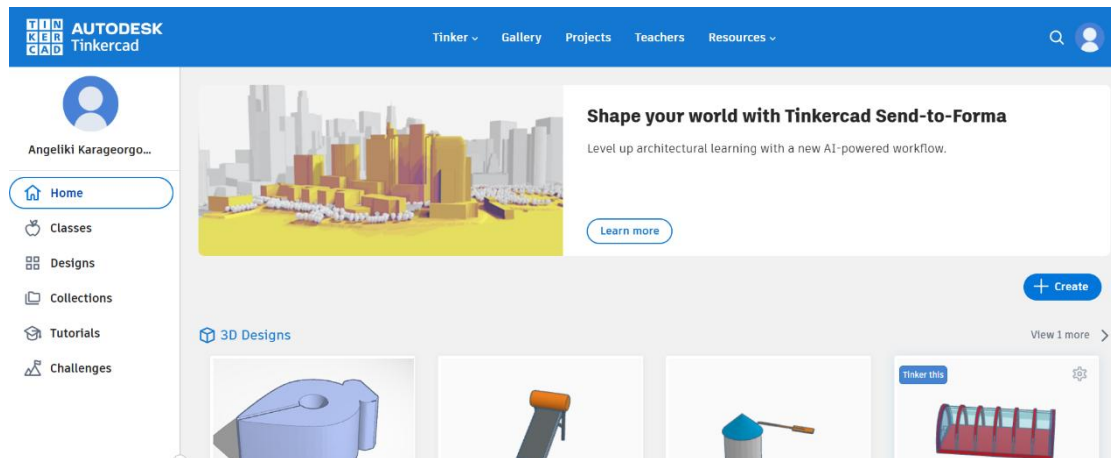 TIN
KER
CAD
AUTODESK
Tinkercad
Tinker Gallery Projects Teachers Resources
Angeliki Karageorgo...
Home
Classes
Designs
Collections
Tutorials
Challenges
Shape your world with Tinkercad Send-to-Forma
Level up architectural learning with a new AI-powered workflow.
Learn more
+ Create
3D Designs
View 1 more
Tinker this